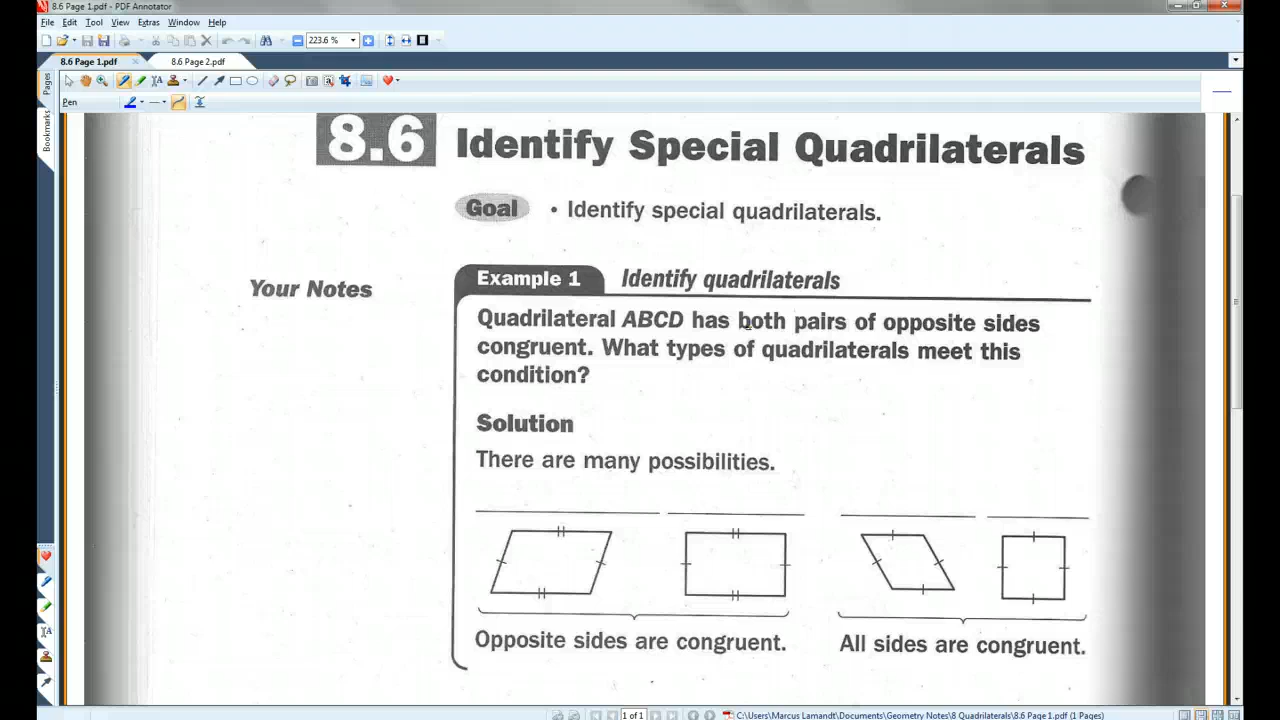 8.6 Page 1.pdf - PDF Annotator
File Edit Tool View Extras Window Help
223.6 %
8.6 Page 1.pdf 8.6 Page 2.pdf
Pen
Pages
Bookmarks
8.6 Identify Special Quadrilaterals
Goal • Identify special quadrilaterals.
Your Notes
Example 1 Identify quadrilaterals
Quadrilateral ABCD has both pairs of opposite sides
congruent. What types of quadrilaterals meet this
condition?
Solution
There are many possibilities.
Opposite sides are congruent. All sides are congruent.
1 of 1 C:\Users\Marcus Lamandt\Documents\Geometry Notes\8 Quadrilaterals\8.6 Page 1.pdf (1 Pages)